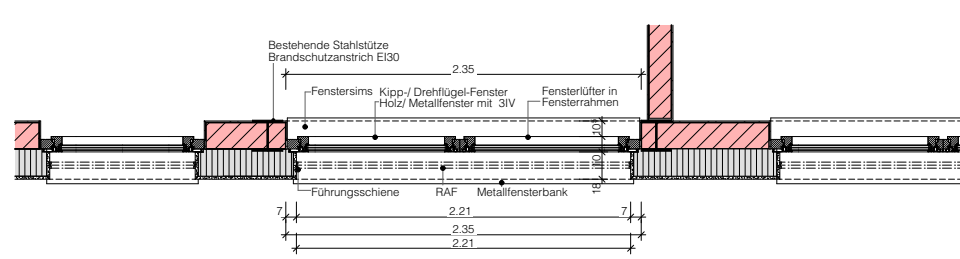 Bestehende Stahlstütze
Brandschutzanstrich EI30
2.35
Fenstersims
Kipp-/ Drehflügel-Fenster
Holz/ Metallfenster mit 3IV
Fensterlüfter in
Fensterrahmen
10⁵
10
18
Führungsschiene
RAF
Metallfensterbank
7
2.21
7
2.35
2.21